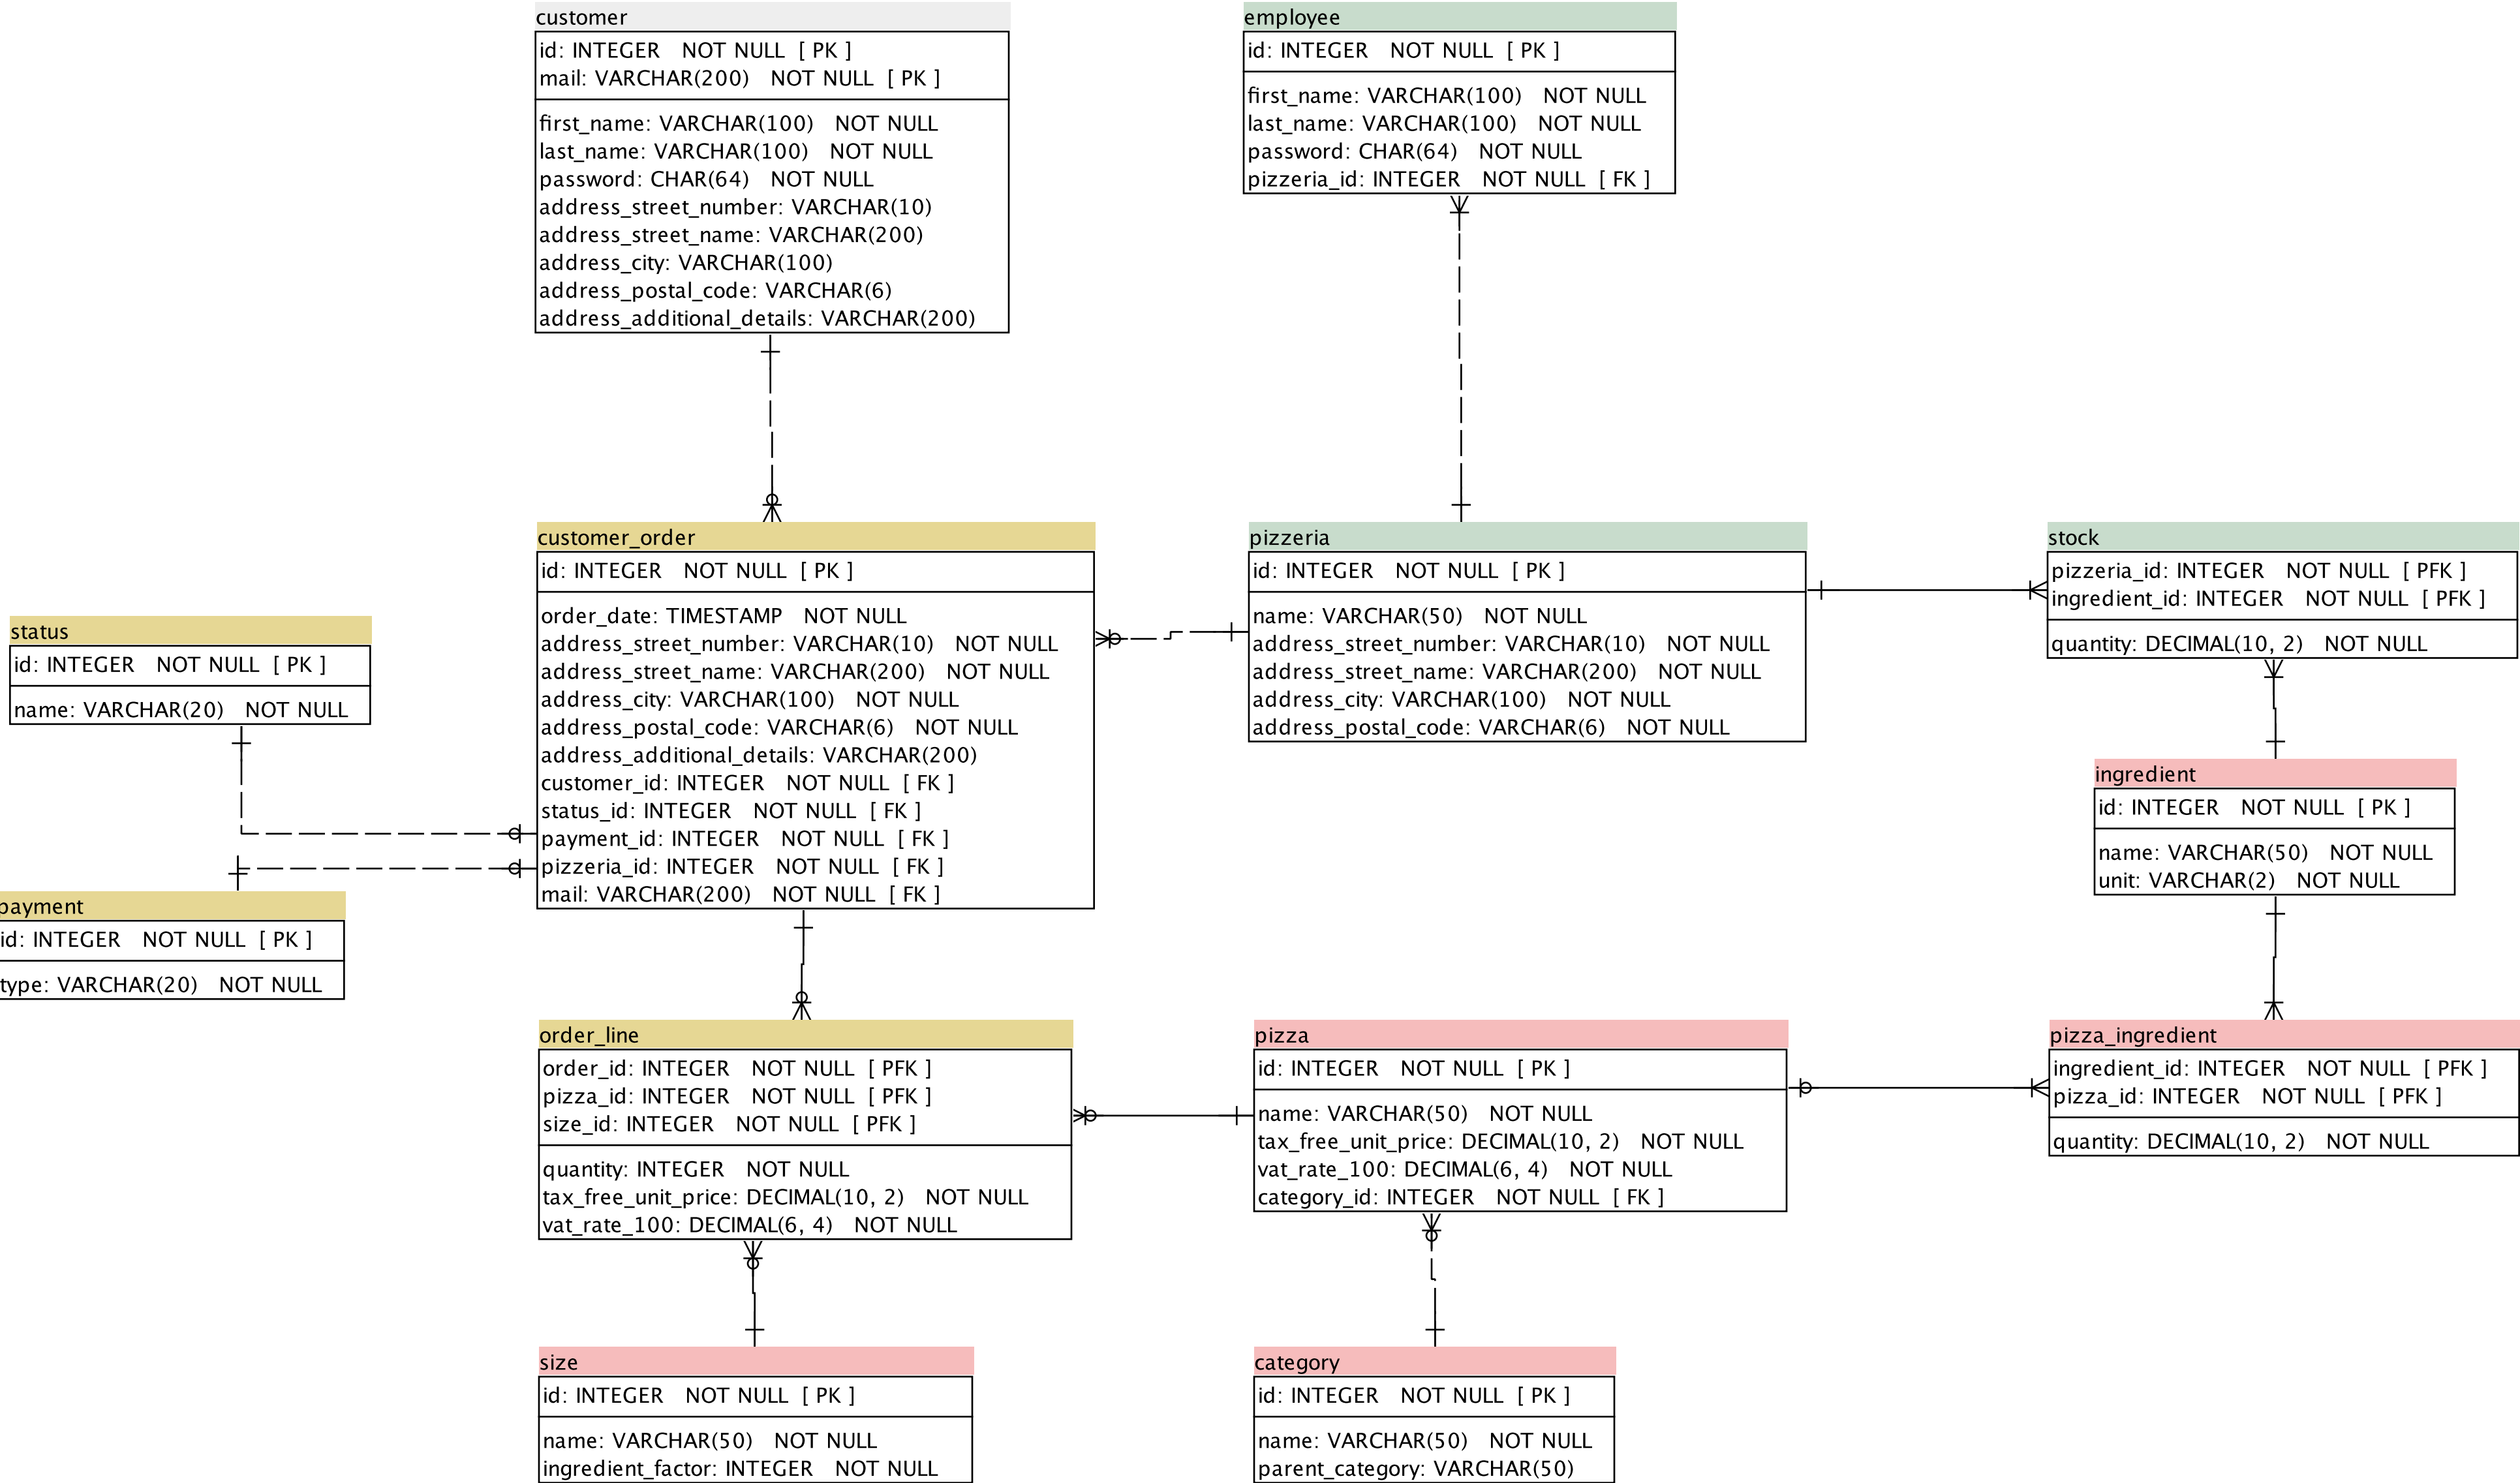 customer
id: INTEGER NOT NULL [ PK ]
mail: VARCHAR(200) NOT NULL [ PK ]
first_name: VARCHAR(100) NOT NULL
last_name: VARCHAR(100) NOT NULL
password: CHAR(64) NOT NULL
address_street_number: VARCHAR(10)
address_street_name: VARCHAR(200)
address_city: VARCHAR(100)
address_postal_code: VARCHAR(6)
address_additional_details: VARCHAR(200)
employee
id: INTEGER NOT NULL [ PK ]
first_name: VARCHAR(100) NOT NULL
last_name: VARCHAR(100) NOT NULL
password: CHAR(64) NOT NULL
pizzeria_id: INTEGER NOT NULL [ FK ]
customer_order
id: INTEGER NOT NULL [ PK ]
order_date: TIMESTAMP NOT NULL
address_street_number: VARCHAR(10) NOT NULL
address_street_name: VARCHAR(200) NOT NULL
address_city: VARCHAR(100) NOT NULL
address_postal_code: VARCHAR(6) NOT NULL
address_additional_details: VARCHAR(200)
customer_id: INTEGER NOT NULL [ FK ]
status_id: INTEGER NOT NULL [ FK ]
payment_id: INTEGER NOT NULL [ FK ]
pizzeria_id: INTEGER NOT NULL [ FK ]
mail: VARCHAR(200) NOT NULL [ FK ]
pizzeria
id: INTEGER NOT NULL [ PK ]
name: VARCHAR(50) NOT NULL
address_street_number: VARCHAR(10) NOT NULL
address_street_name: VARCHAR(200) NOT NULL
address_city: VARCHAR(100) NOT NULL
address_postal_code: VARCHAR(6) NOT NULL
stock
pizzeria_id: INTEGER NOT NULL [ PFK ]
ingredient_id: INTEGER NOT NULL [ PFK ]
quantity: DECIMAL(10, 2) NOT NULL
status
id: INTEGER NOT NULL [ PK ]
name: VARCHAR(20) NOT NULL
ingredient
id: INTEGER NOT NULL [ PK ]
name: VARCHAR(50) NOT NULL
unit: VARCHAR(2) NOT NULL
payment
id: INTEGER NOT NULL [ PK ]
type: VARCHAR(20) NOT NULL
order_line
order_id: INTEGER NOT NULL [ PFK ]
pizza_id: INTEGER NOT NULL [ PFK ]
size_id: INTEGER NOT NULL [ PFK ]
quantity: INTEGER NOT NULL
tax_free_unit_price: DECIMAL(10, 2) NOT NULL
vat_rate_100: DECIMAL(6, 4) NOT NULL
pizza
id: INTEGER NOT NULL [ PK ]
name: VARCHAR(50) NOT NULL
tax_free_unit_price: DECIMAL(10, 2) NOT NULL
vat_rate_100: DECIMAL(6, 4) NOT NULL
category_id: INTEGER NOT NULL [ FK ]
pizza_ingredient
ingredient_id: INTEGER NOT NULL [ PFK ]
pizza_id: INTEGER NOT NULL [ PFK ]
quantity: DECIMAL(10, 2) NOT NULL
size
id: INTEGER NOT NULL [ PK ]
name: VARCHAR(50) NOT NULL
ingredient_factor: INTEGER NOT NULL
category
id: INTEGER NOT NULL [ PK ]
name: VARCHAR(50) NOT NULL
parent_category: VARCHAR(50)